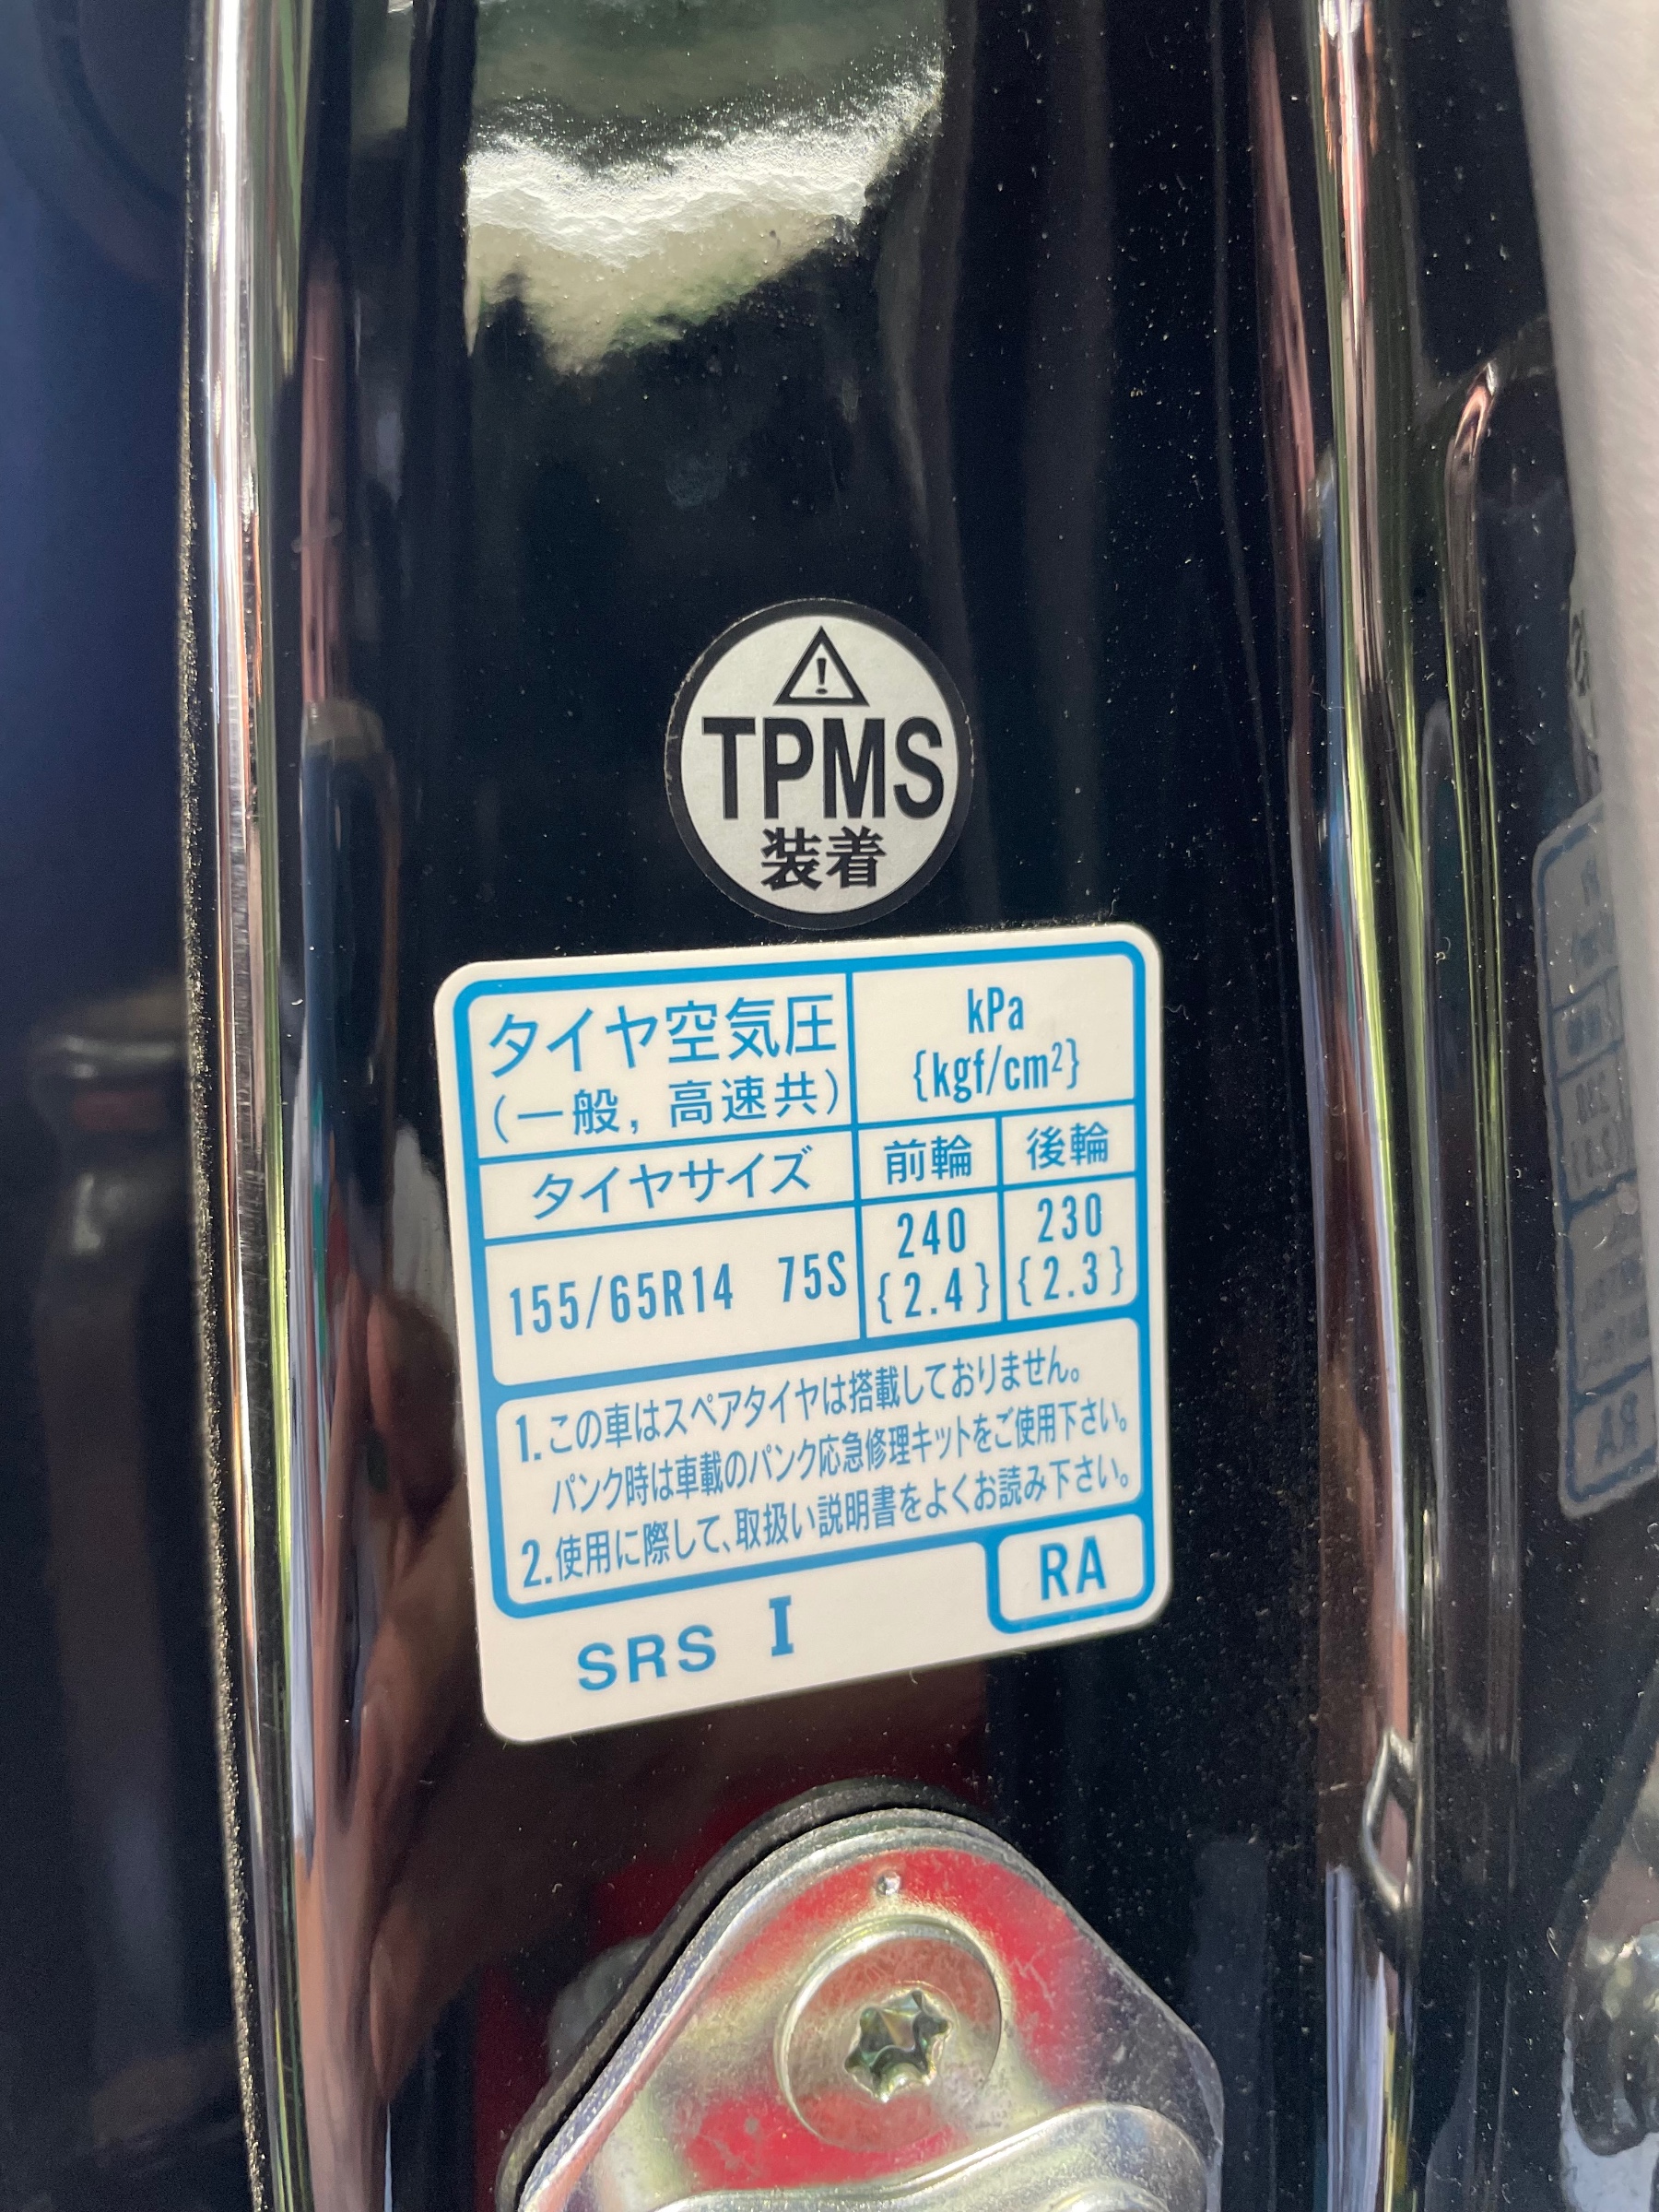 TPMS
装着
タイヤ空気圧
(一般, 高速共)
kPa
{kgf/cm²}
タイヤサイズ
前輪
後輪
155/65R14 75S
240
{2.4}
230
{2.3}
1.この車はスペアタイヤは搭載しておりません。
パンク時は車載のパンク応急修理キットをご使用下さい。
2.使用に際して、取扱い説明書をよくお読み下さい。
RA
SRS I